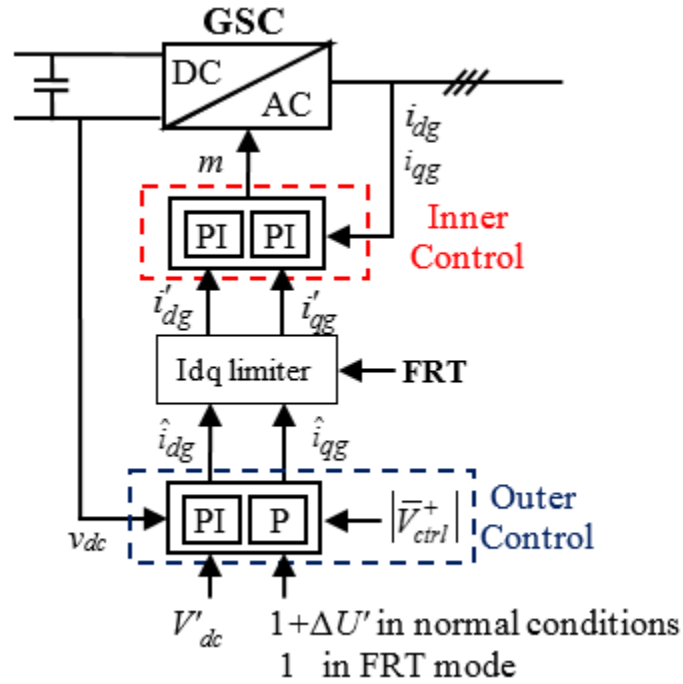 GSC
DC
AC
i_dg
i_qg
m
PI PI
Inner
Control
i'_dg i'_qg
Idq limiter
FRT
î_dg î_qg
PI P
|V̅⁺_ctrl|
Outer
Control
v_dc
V'_dc 1+ΔU' in normal conditions
1 in FRT mode